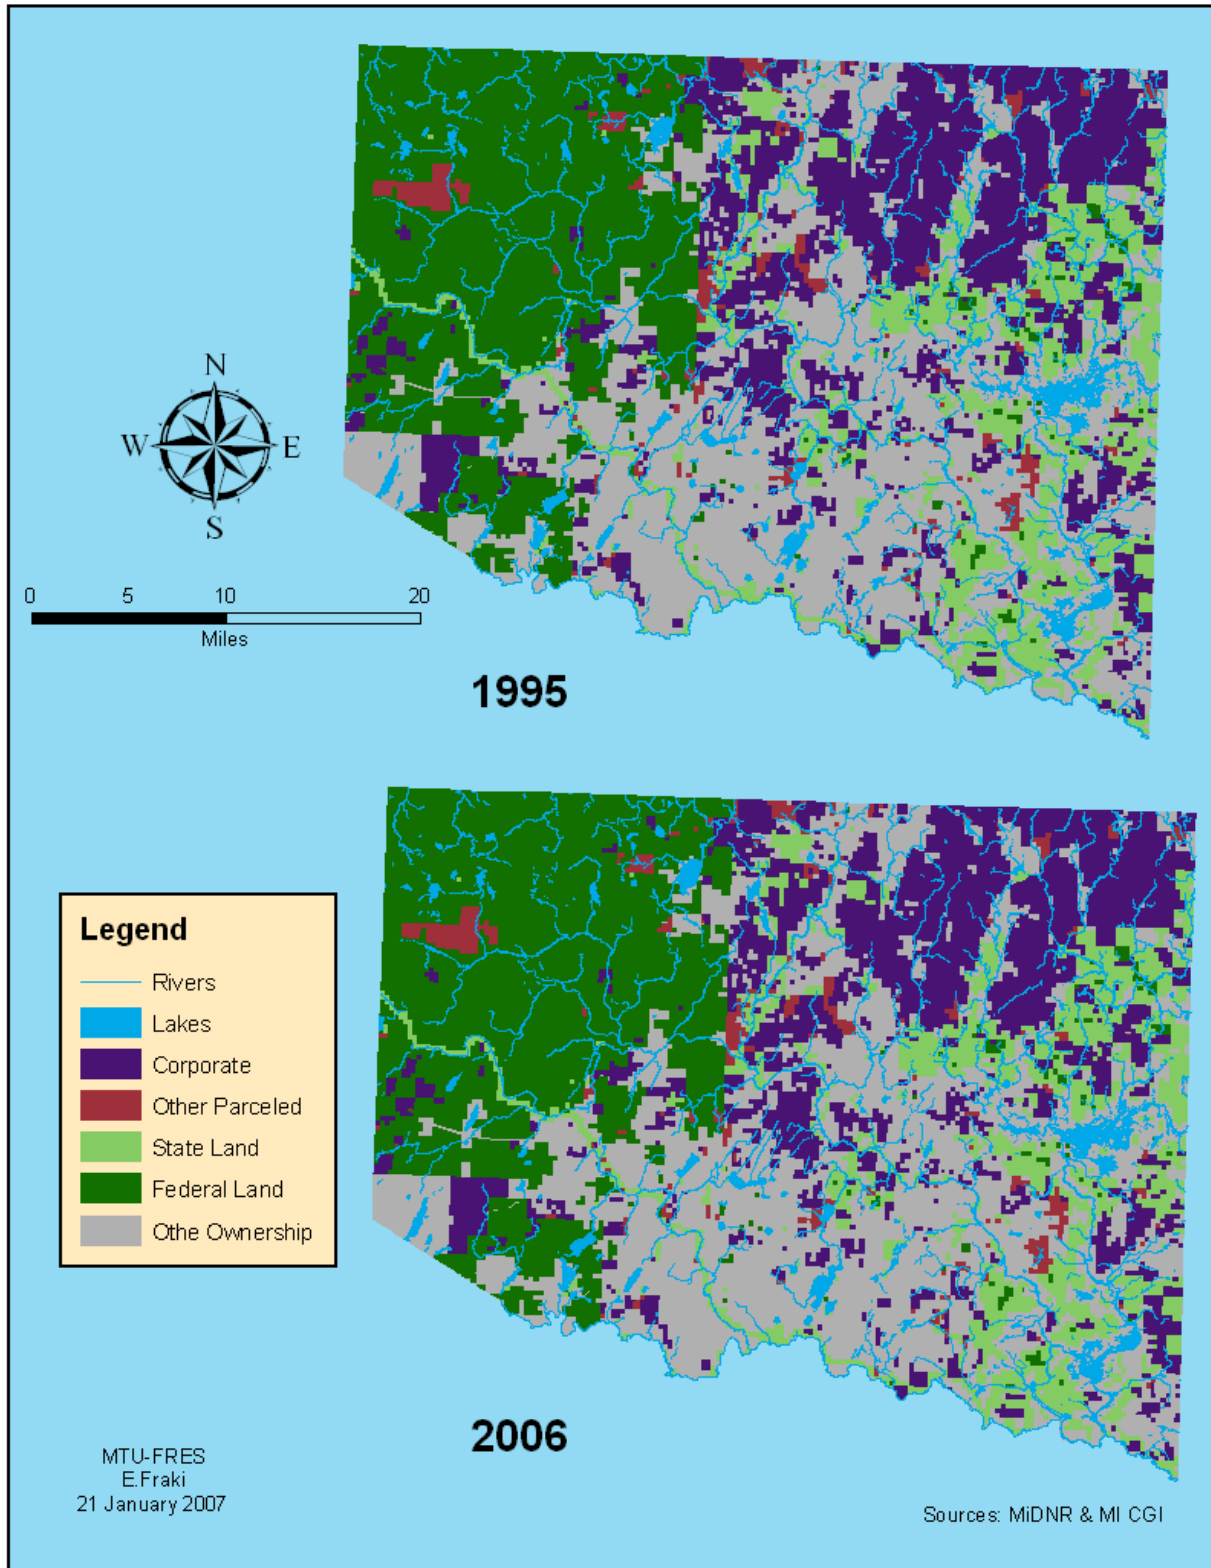 N
W E
S
0 5 10 20
Miles
1995
Legend
Rivers
Lakes
Corporate
Other Parceled
State Land
Federal Land
Othe Ownership
2006
MTU-FRES
E.Fraki
21 January 2007
Sources: MiDNR & MI CGI